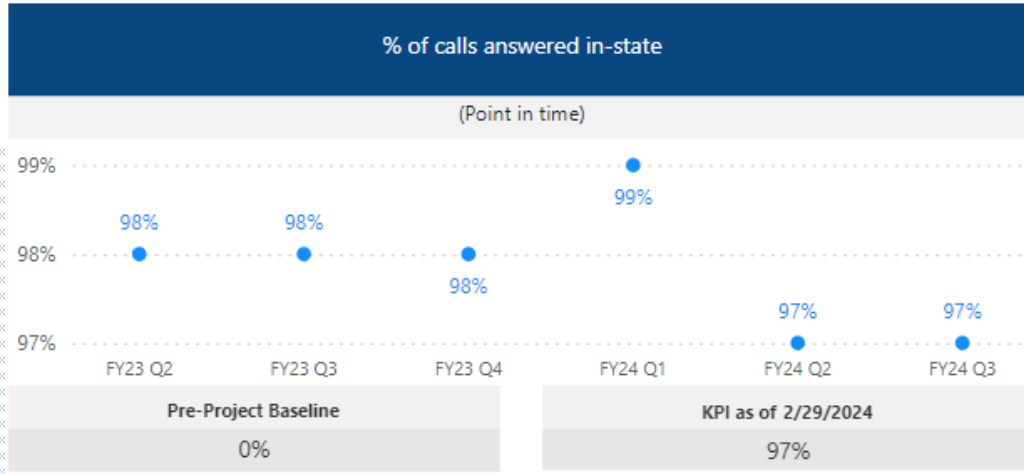 % of calls answered in-state
(Point in time)
99%
99%
98%
98%
98%
98%
97%
97%
97%
FY23 Q2
FY23 Q3
FY23 Q4
FY24 Q1
FY24 Q2
FY24 Q3
Pre-Project Baseline
KPI as of 2/29/2024
0%
97%